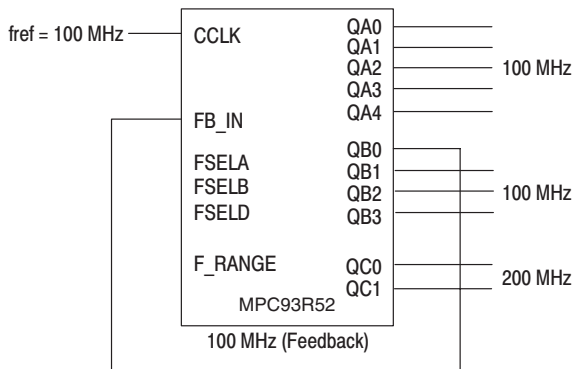 fref = 100 MHz
CCLK
FB_IN
FSELA
FSELB
FSELD
F_RANGE
QA0
QA1
QA2
QA3
QA4
QB0
QB1
QB2
QB3
QC0
QC1
100 MHz
100 MHz
200 MHz
MPC93R52
100 MHz (Feedback)